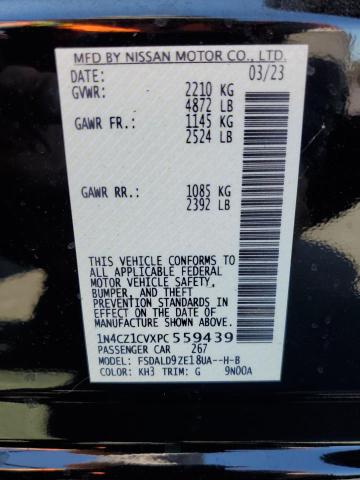 MFD BY NISSAN MOTOR CO., LTD.
DATE: 03/23
GVWR: 2210 KG
4872 LB
GAWR FR.: 1145 KG
2524 LB
GAWR RR.: 1085 KG
2392 LB
THIS VEHICLE CONFORMS TO
ALL APPLICABLE FEDERAL
MOTOR VEHICLE SAFETY,
BUMPER, AND THEFT
PREVENTION STANDARDS IN
EFFECT ON THE DATE OF
MANUFACTURE SHOWN ABOVE.
1N4CZ1CVXPC559439
PASSENGER CAR 267
MODEL: FSDALD9ZE18UA--H-B
COLOR: KH3 TRIM: G 9N00A